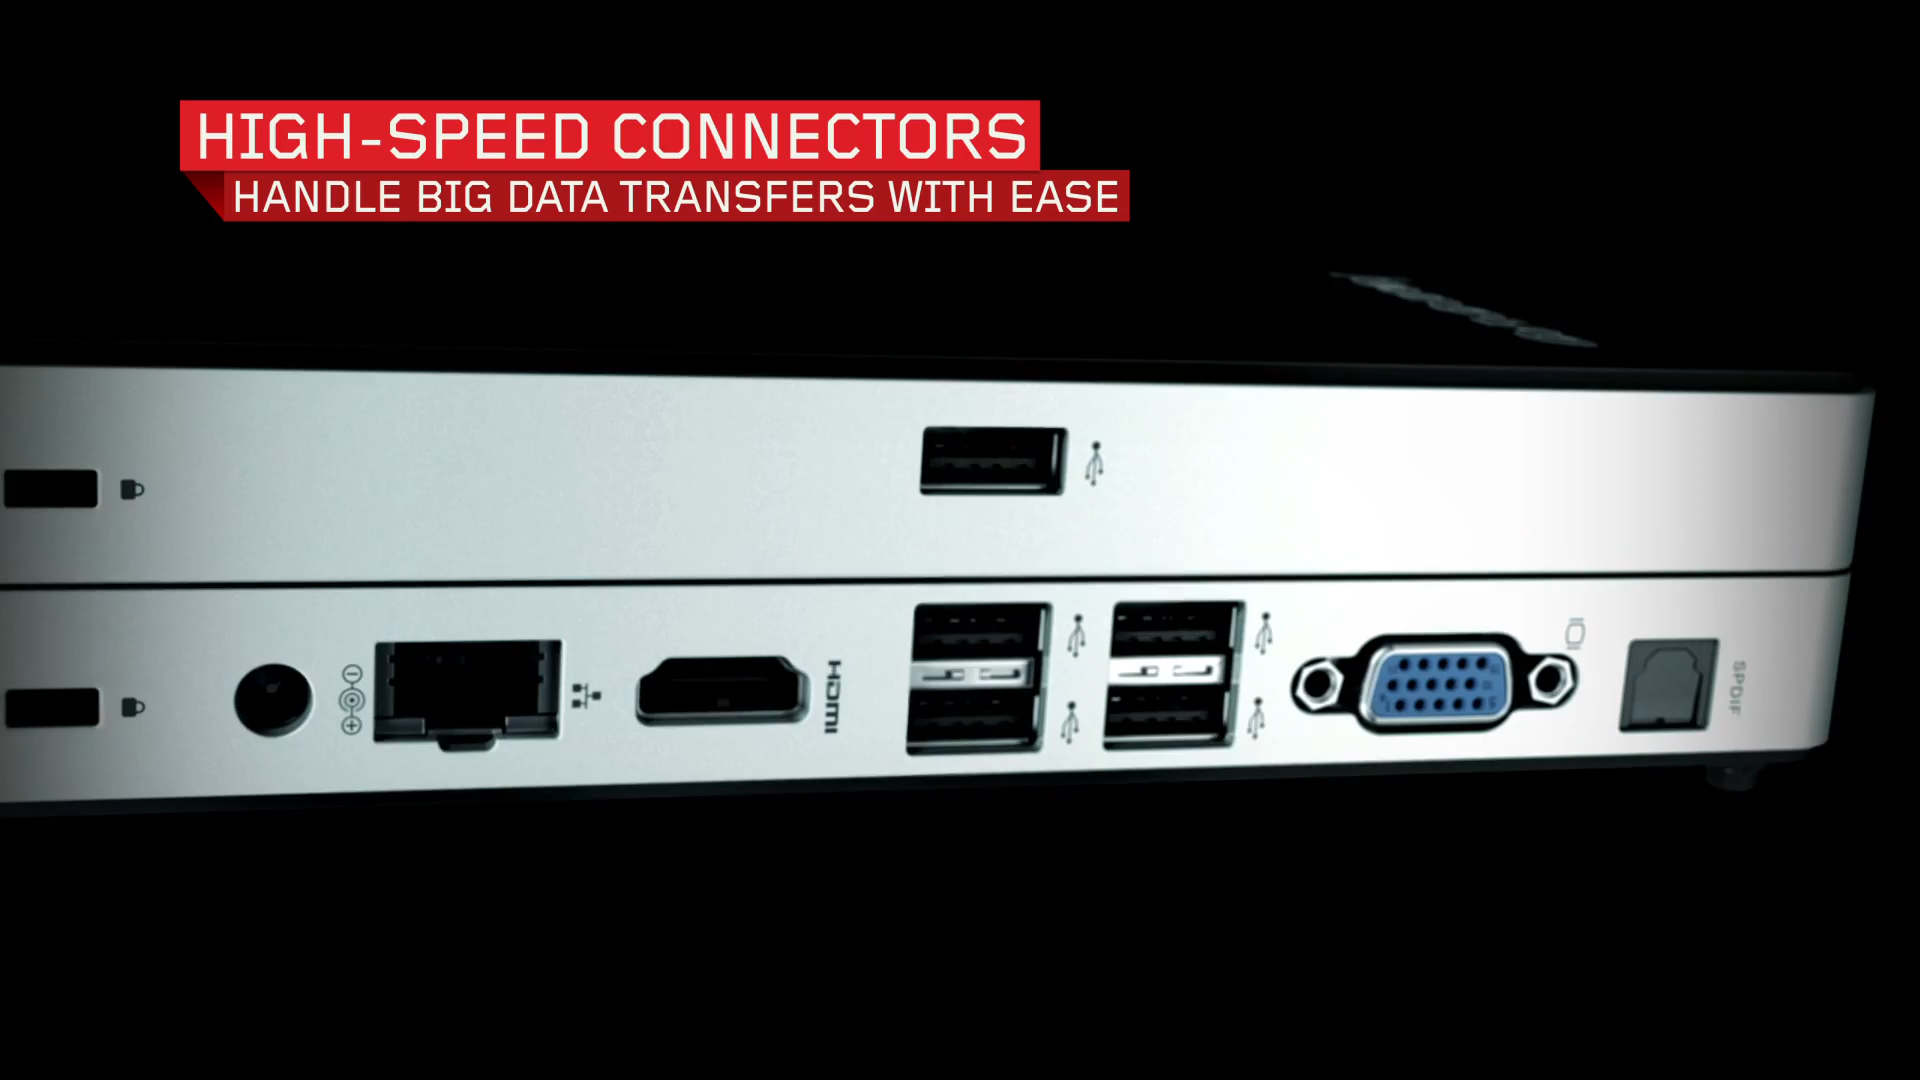 HIGH-SPEED CONNECTORS
HANDLE BIG DATA TRANSFERS WITH EASE
HDMI
SPDIF